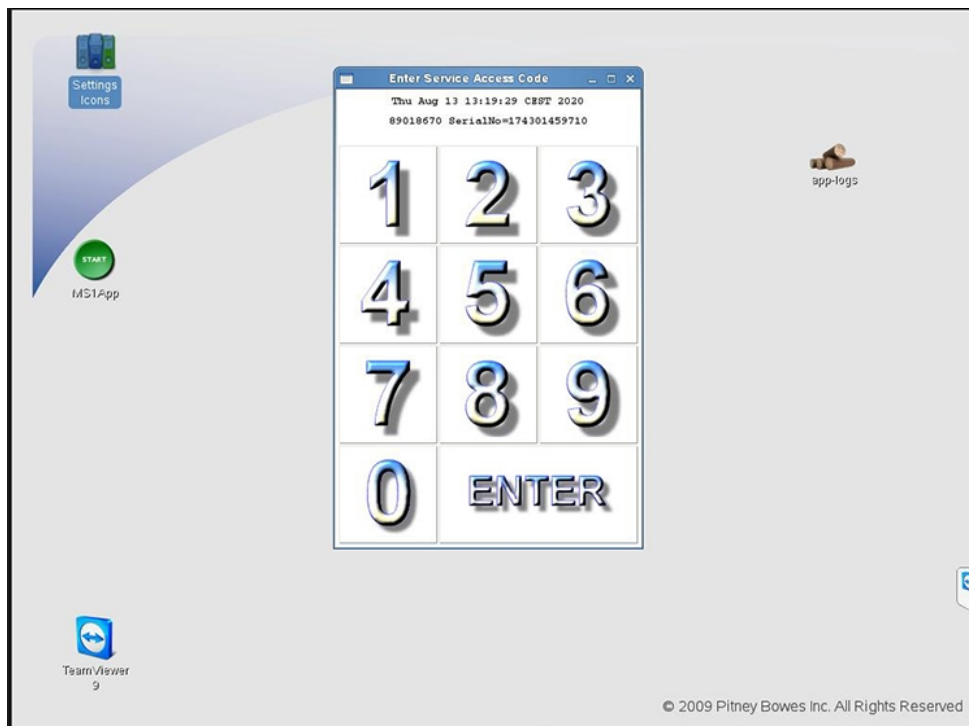 Settings
Icons
Enter Service Access Code
Thu Aug 13 13:19:29 CEST 2020
89018670 SerialNo=174301459710
1 2 3
4 5 6
7 8 9
0 ENTER
app-logs
START
MS1App
TeamViewer
9
© 2009 Pitney Bowes Inc. All Rights Reserved